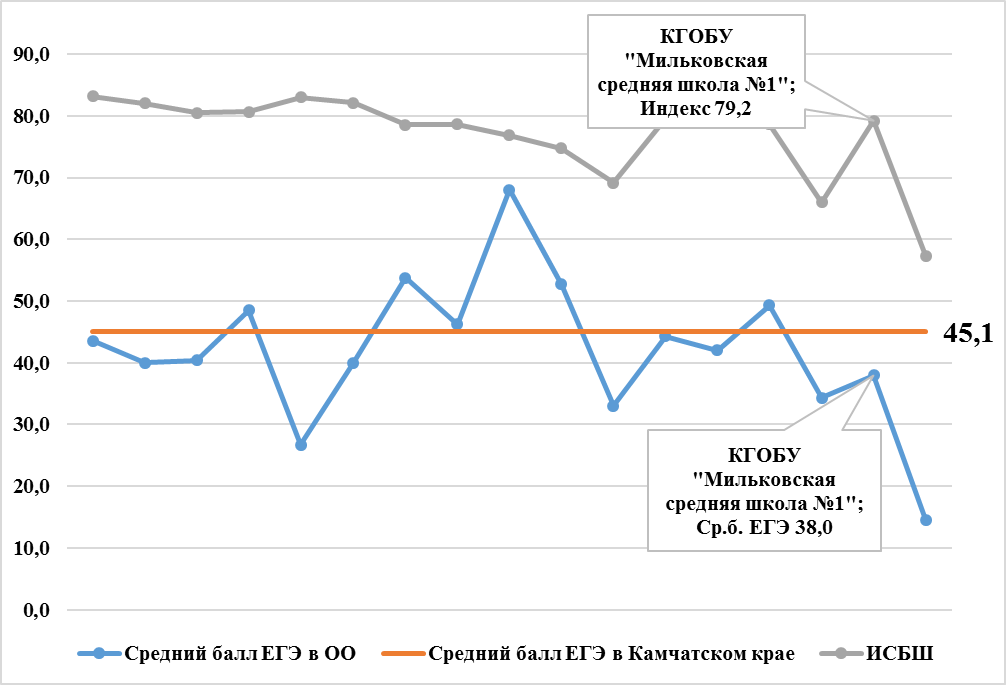 КГОБУ
"Мильковская
средняя школа №1";
Индекс 79,2
90,0
80,0
70,0
60,0
50,0
40,0
30,0
20,0
10,0
0,0
45,1
КГОБУ
"Мильковская
средняя школа №1";
Ср.б. ЕГЭ 38,0
Средний балл ЕГЭ в ОО
Средний балл ЕГЭ в Камчатском крае
ИСБШ